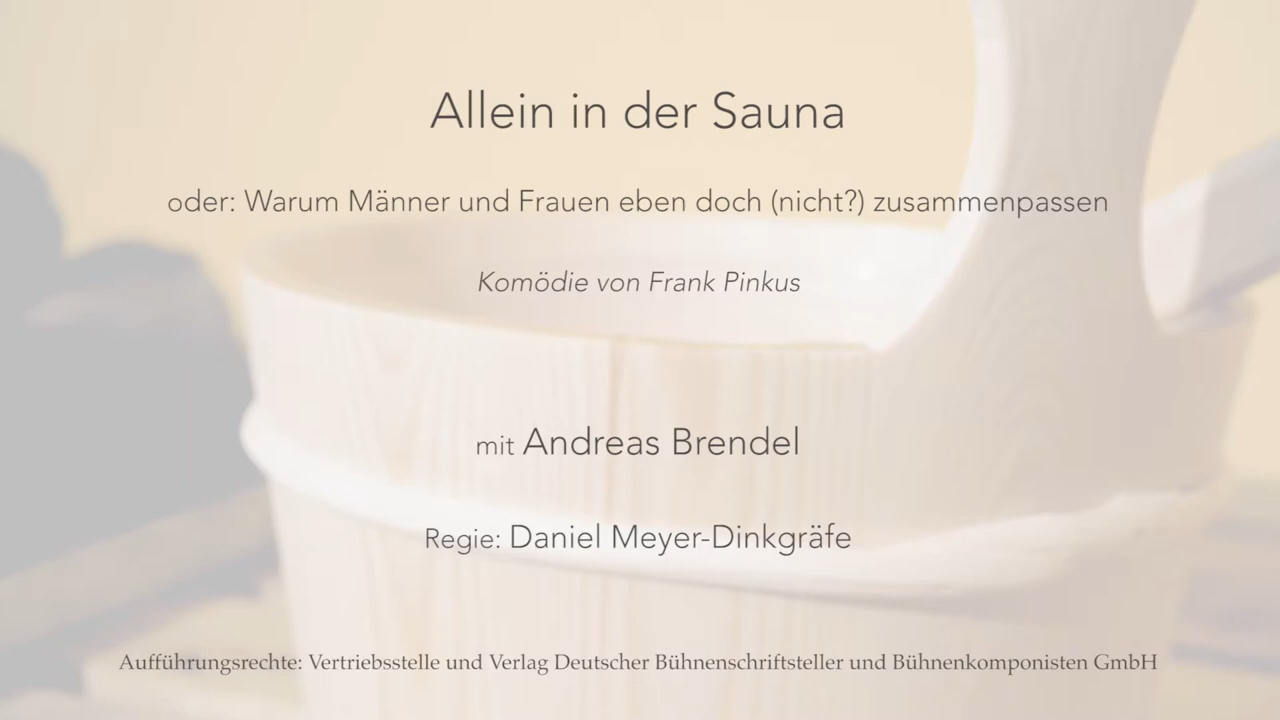 Allein in der Sauna
oder: Warum Männer und Frauen eben doch (nicht?) zusammenpassen
Komödie von Frank Pinkus
mit Andreas Brendel
Regie: Daniel Meyer-Dinkgräfe
Aufführungsrechte: Vertriebsstelle und Verlag Deutscher Bühnenschriftsteller und Bühnenkomponisten GmbH